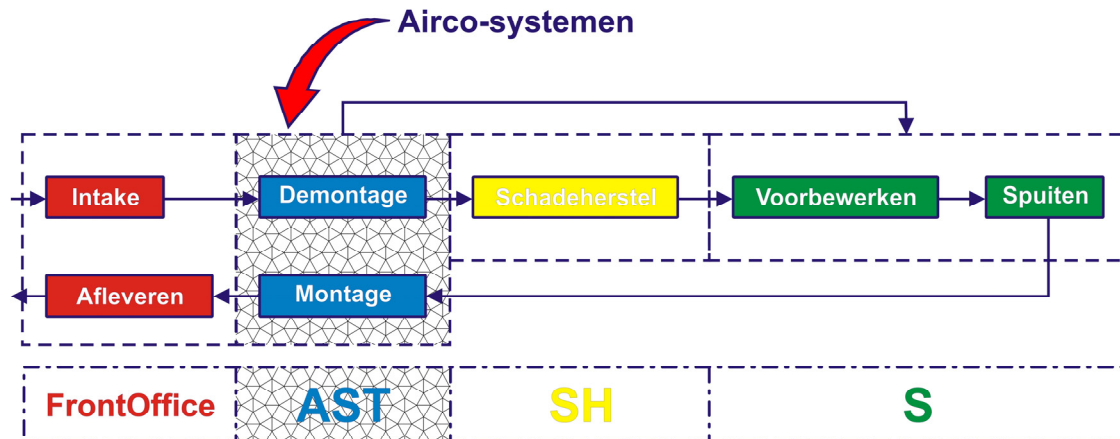 Airco-systemen
Intake
Demontage
Schadeherstel
Voorbewerken
Spuiten
Afleveren
Montage
FrontOffice
AST
SH
S